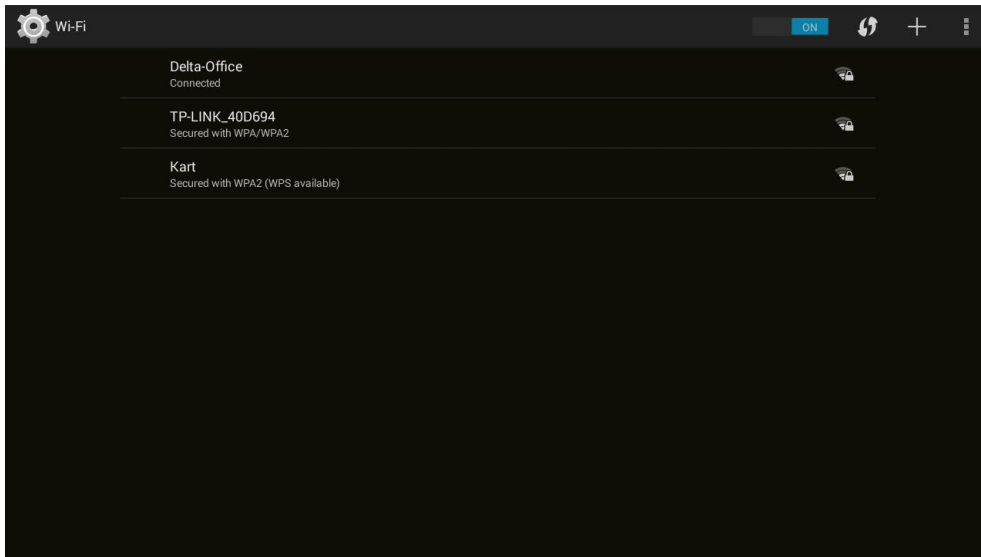 Wi-Fi
ON
Delta-Office
Connected
TP-LINK_40D694
Secured with WPA/WPA2
Kart
Secured with WPA2 (WPS available)